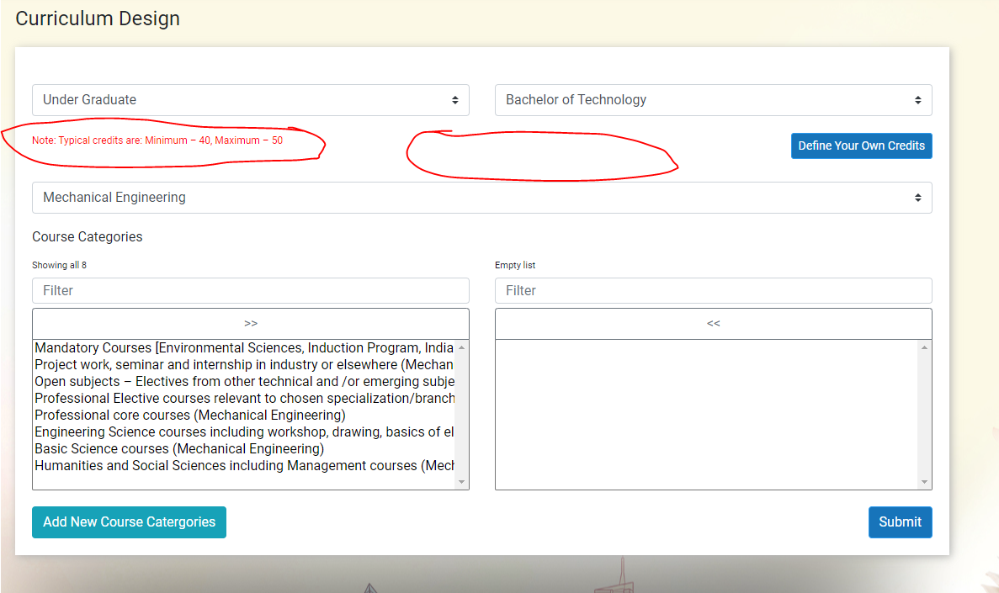 Curriculum Design
Under Graduate
Bachelor of Technology
Note: Typical credits are: Minimum – 40, Maximum – 50
Define Your Own Credits
Mechanical Engineering
Course Categories
Showing all 8
Empty list
Filter
Filter
>>
<<
Mandatory Courses [Environmental Sciences, Induction Program, India
Project work, seminar and internship in industry or elsewhere (Mechan
Open subjects – Electives from other technical and /or emerging subje
Professional Elective courses relevant to chosen specialization/branch
Professional core courses (Mechanical Engineering)
Engineering Science courses including workshop, drawing, basics of el
Basic Science courses (Mechanical Engineering)
Humanities and Social Sciences including Management courses (Mech
Add New Course Catergories
Submit